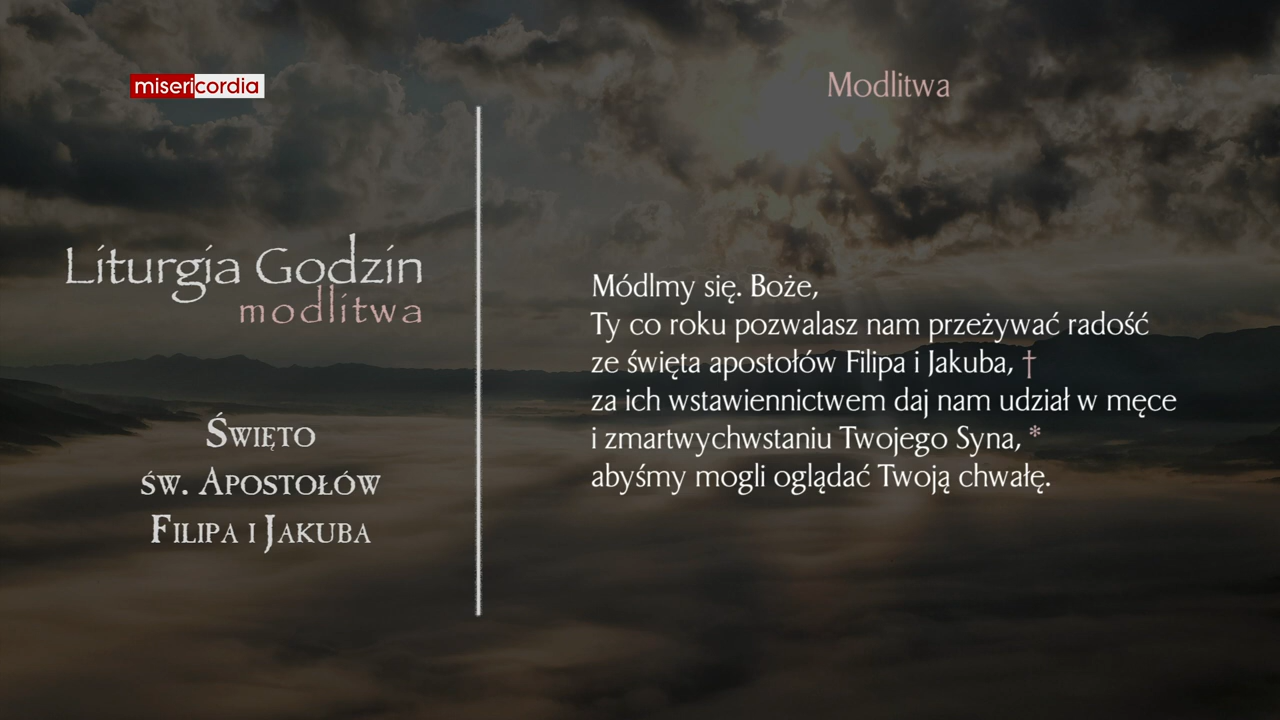 misericordia
Liturgia Godzin
modlitwa
Święto
św. Apostołów
Filipa i Jakuba
Modlitwa
Módlmy się. Boże,
Ty co roku pozwalasz nam przeżywać radość
ze święta apostołów Filipa i Jakuba, †
za ich wstawiennictwem daj nam udział w męce
i zmartwychwstaniu Twojego Syna, *
abyśmy mogli oglądać Twoją chwałę.